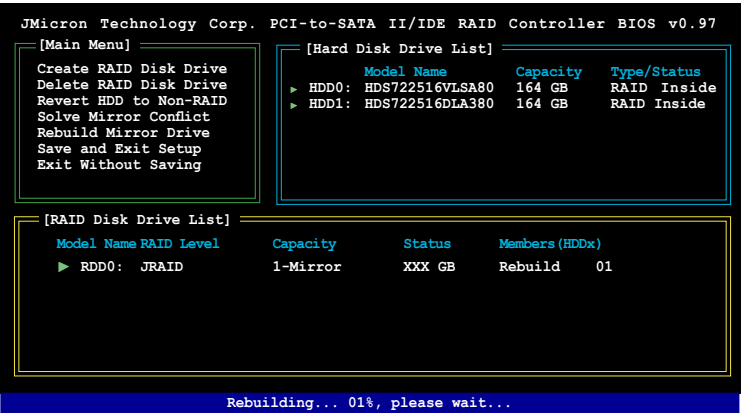 JMicron Technology Corp. PCI-to-SATA II/IDE RAID Controller BIOS v0.97
[Main Menu]
Create RAID Disk Drive
Delete RAID Disk Drive
Revert HDD to Non-RAID
Solve Mirror Conflict
Rebuild Mirror Drive
Save and Exit Setup
Exit Without Saving
[Hard Disk Drive List]
Model Name Capacity Type/Status
HDD0: HDS722516VLSA80 164 GB RAID Inside
HDD1: HDS722516DLA380 164 GB RAID Inside
[RAID Disk Drive List]
Model Name RAID Level Capacity Status Members(HDDx)
RDD0: JRAID 1-Mirror XXX GB Rebuild 01
Rebuilding... 01%, please wait...